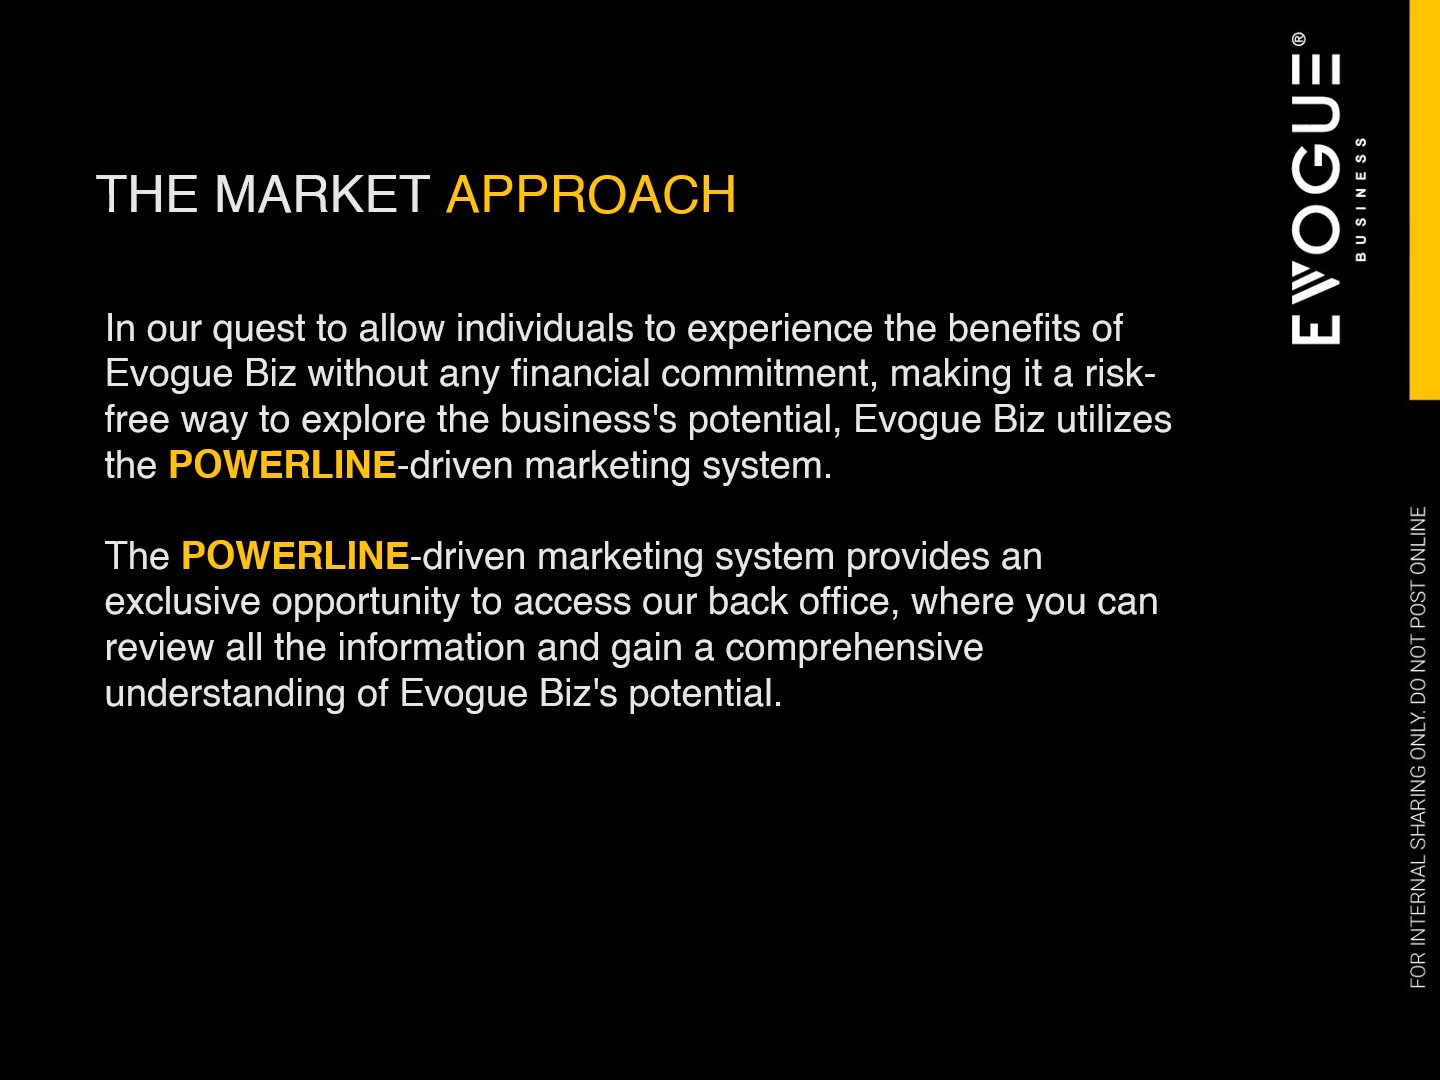 THE MARKET APPROACH
In our quest to allow individuals to experience the benefits of
Evogue Biz without any financial commitment, making it a risk-
free way to explore the business's potential, Evogue Biz utilizes
the POWERLINE-driven marketing system.
The POWERLINE-driven marketing system provides an
exclusive opportunity to access our back office, where you can
review all the information and gain a comprehensive
understanding of Evogue Biz's potential.
EVOGUE®
BUSINESS
FOR INTERNAL SHARING ONLY. DO NOT POST ONLINE